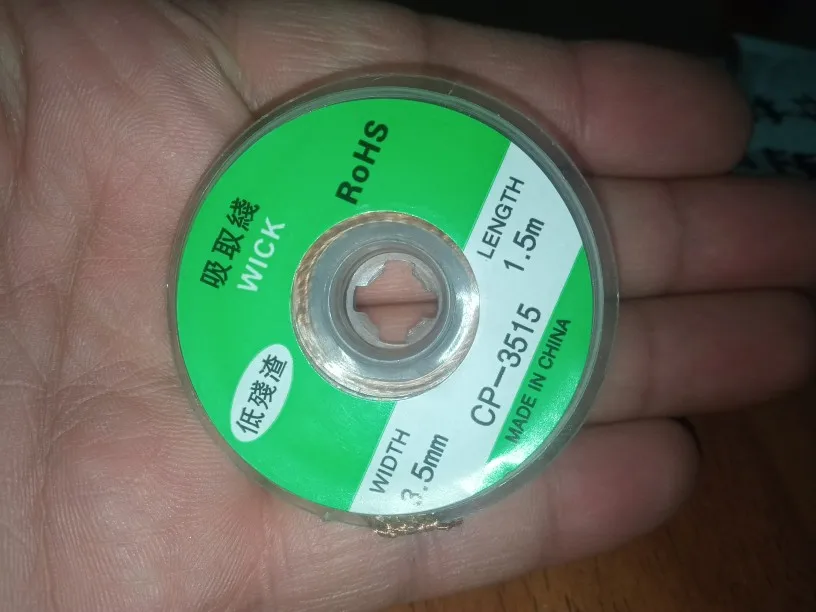 RoHS
吸取綫
WICK
低殘渣
LENGTH
1.5m
CP-3515
MADE IN CHINA
WIDTH
3.5mm